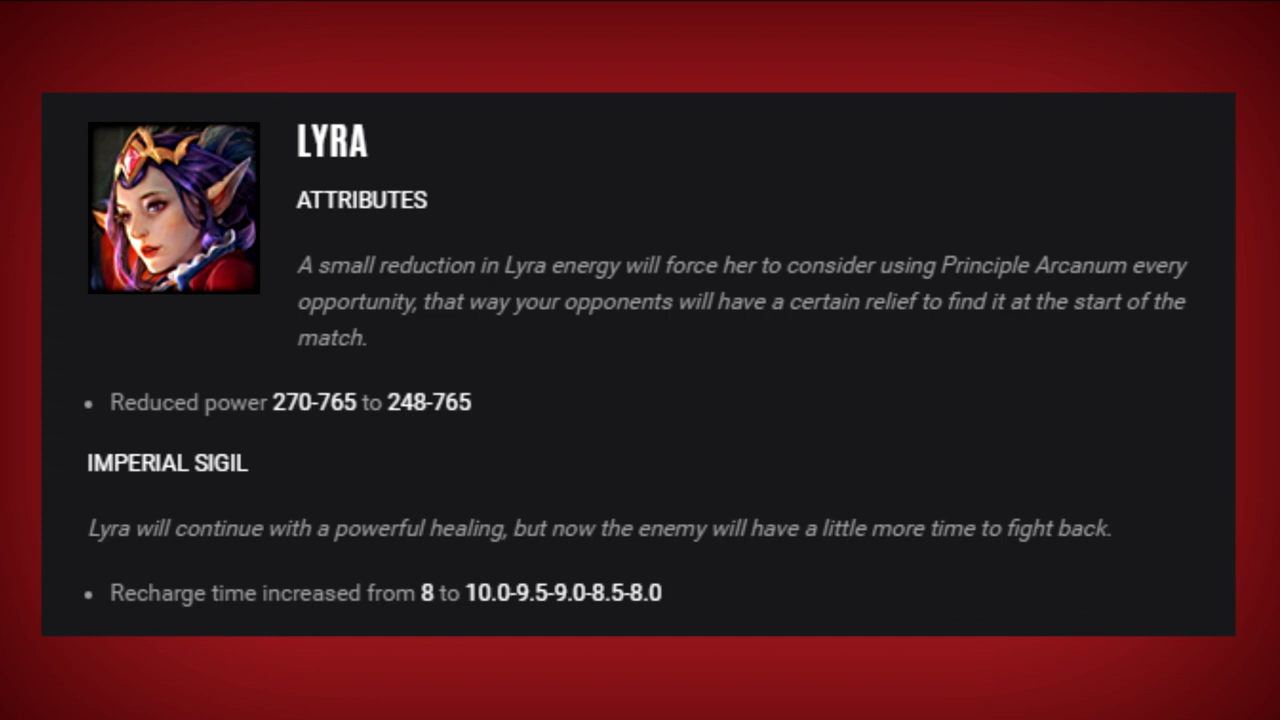 LYRA
ATTRIBUTES
A small reduction in Lyra energy will force her to consider using Principle Arcanum every
opportunity, that way your opponents will have a certain relief to find it at the start of the
match.
• Reduced power 270-765 to 248-765
IMPERIAL SIGIL
Lyra will continue with a powerful healing, but now the enemy will have a little more time to fight back.
• Recharge time increased from 8 to 10.0-9.5-9.0-8.5-8.0